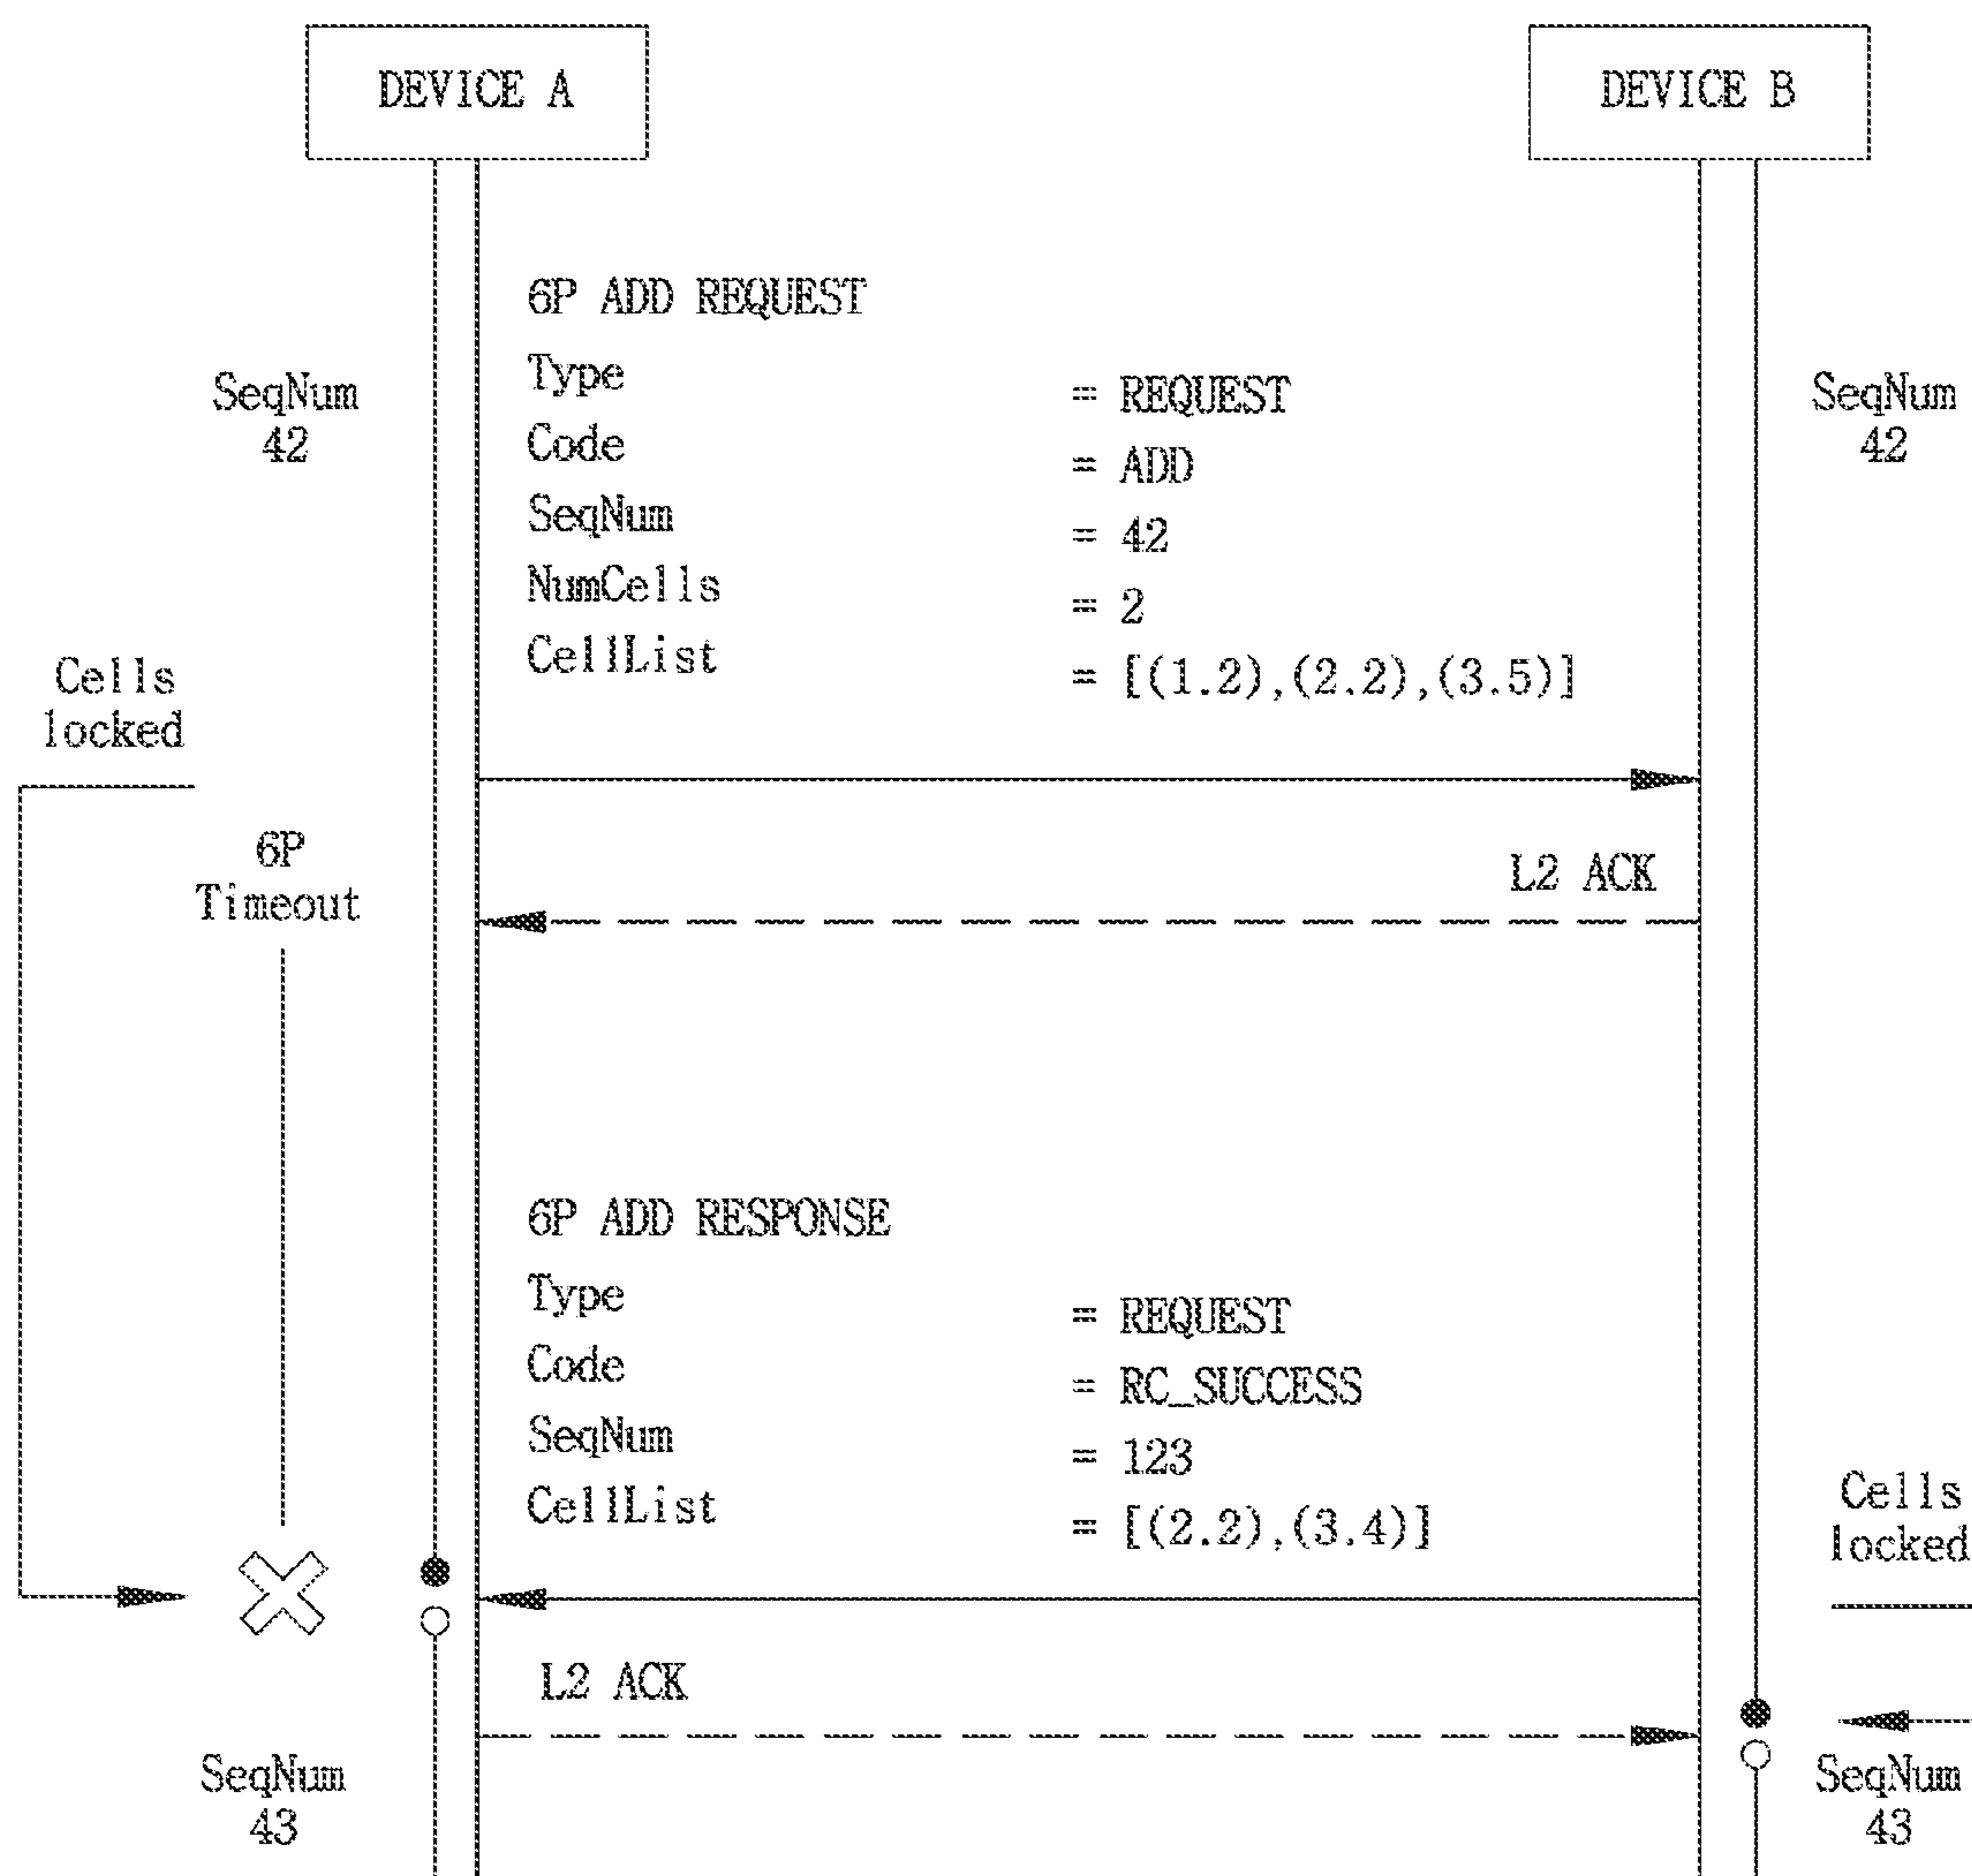 DEVICE A
DEVICE B
6P ADD REQUEST
Type = REQUEST
Code = ADD
SeqNum = 42
NumCells = 2
CellList = [(1.2),(2.2),(3.5)]
SeqNum
42
SeqNum
42
Cells
locked
6P
Timeout
L2 ACK
6P ADD RESPONSE
Type = REQUEST
Code = RC_SUCCESS
SeqNum = 123
CellList = [(2.2),(3.4)]
Cells
locked
L2 ACK
SeqNum
43
SeqNum
43